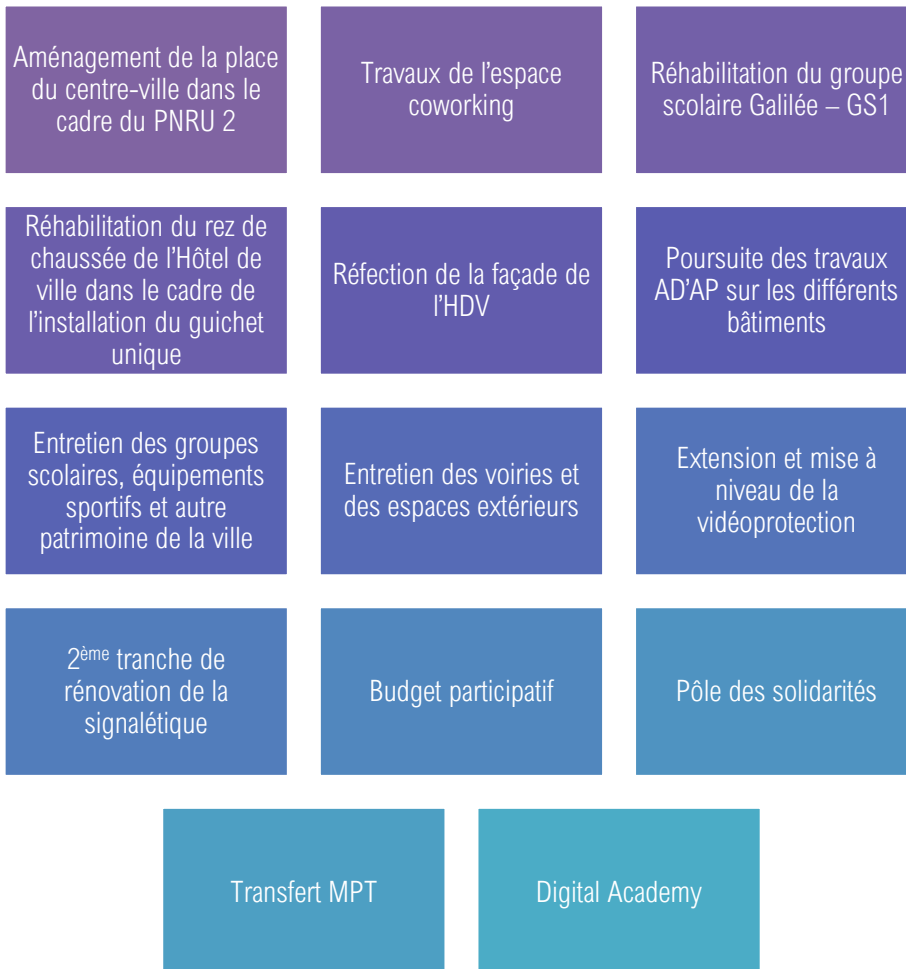 Aménagement de la place
du centre-ville dans le
cadre du PNRU 2
Travaux de l'espace
coworking
Réhabilitation du groupe
scolaire Galilée – GS1
Réhabilitation du rez de
chaussée de l'Hôtel de
ville dans le cadre de
l'installation du guichet
unique
Réfection de la façade de
l'HDV
Poursuite des travaux
AD'AP sur les différents
bâtiments
Entretien des groupes
scolaires, équipements
sportifs et autre
patrimoine de la ville
Entretien des voiries et
des espaces extérieurs
Extension et mise à
niveau de la
vidéoprotection
2ème tranche de
rénovation de la
signalétique
Budget participatif
Pôle des solidarités
Transfert MPT
Digital Academy